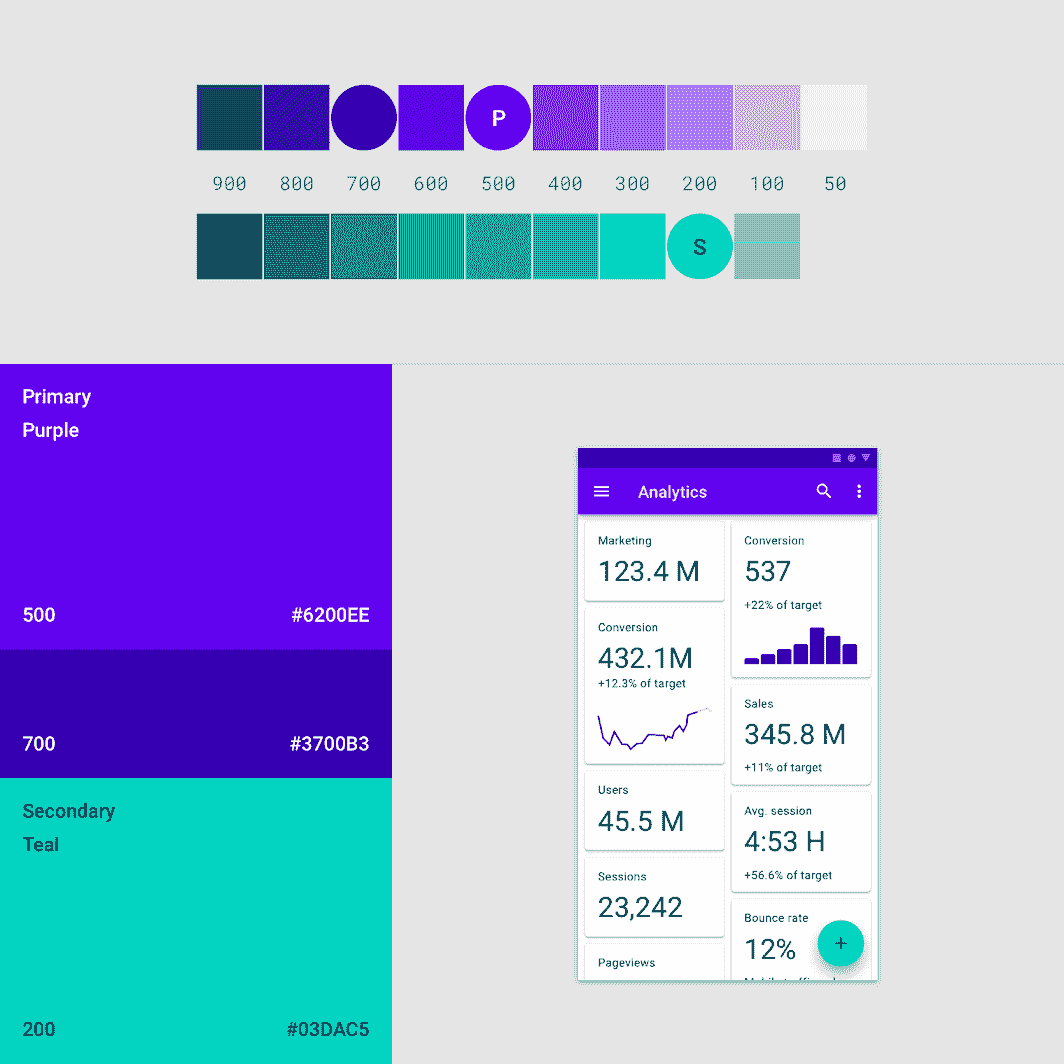 P
900 800 700 600 500 400 300 200 100 50
S
Primary
Purple
500 #6200EE
700 #3700B3
Secondary
Teal
200 #03DAC5
Analytics
Marketing
123.4 M
Conversion
432.1M
+12.3% of target
Users
45.5 M
Sessions
23,242
Pageviews
Conversion
537
+22% of target
Sales
345.8 M
+11% of target
Avg. session
4:53 H
+56.6% of target
Bounce rate
12%
+